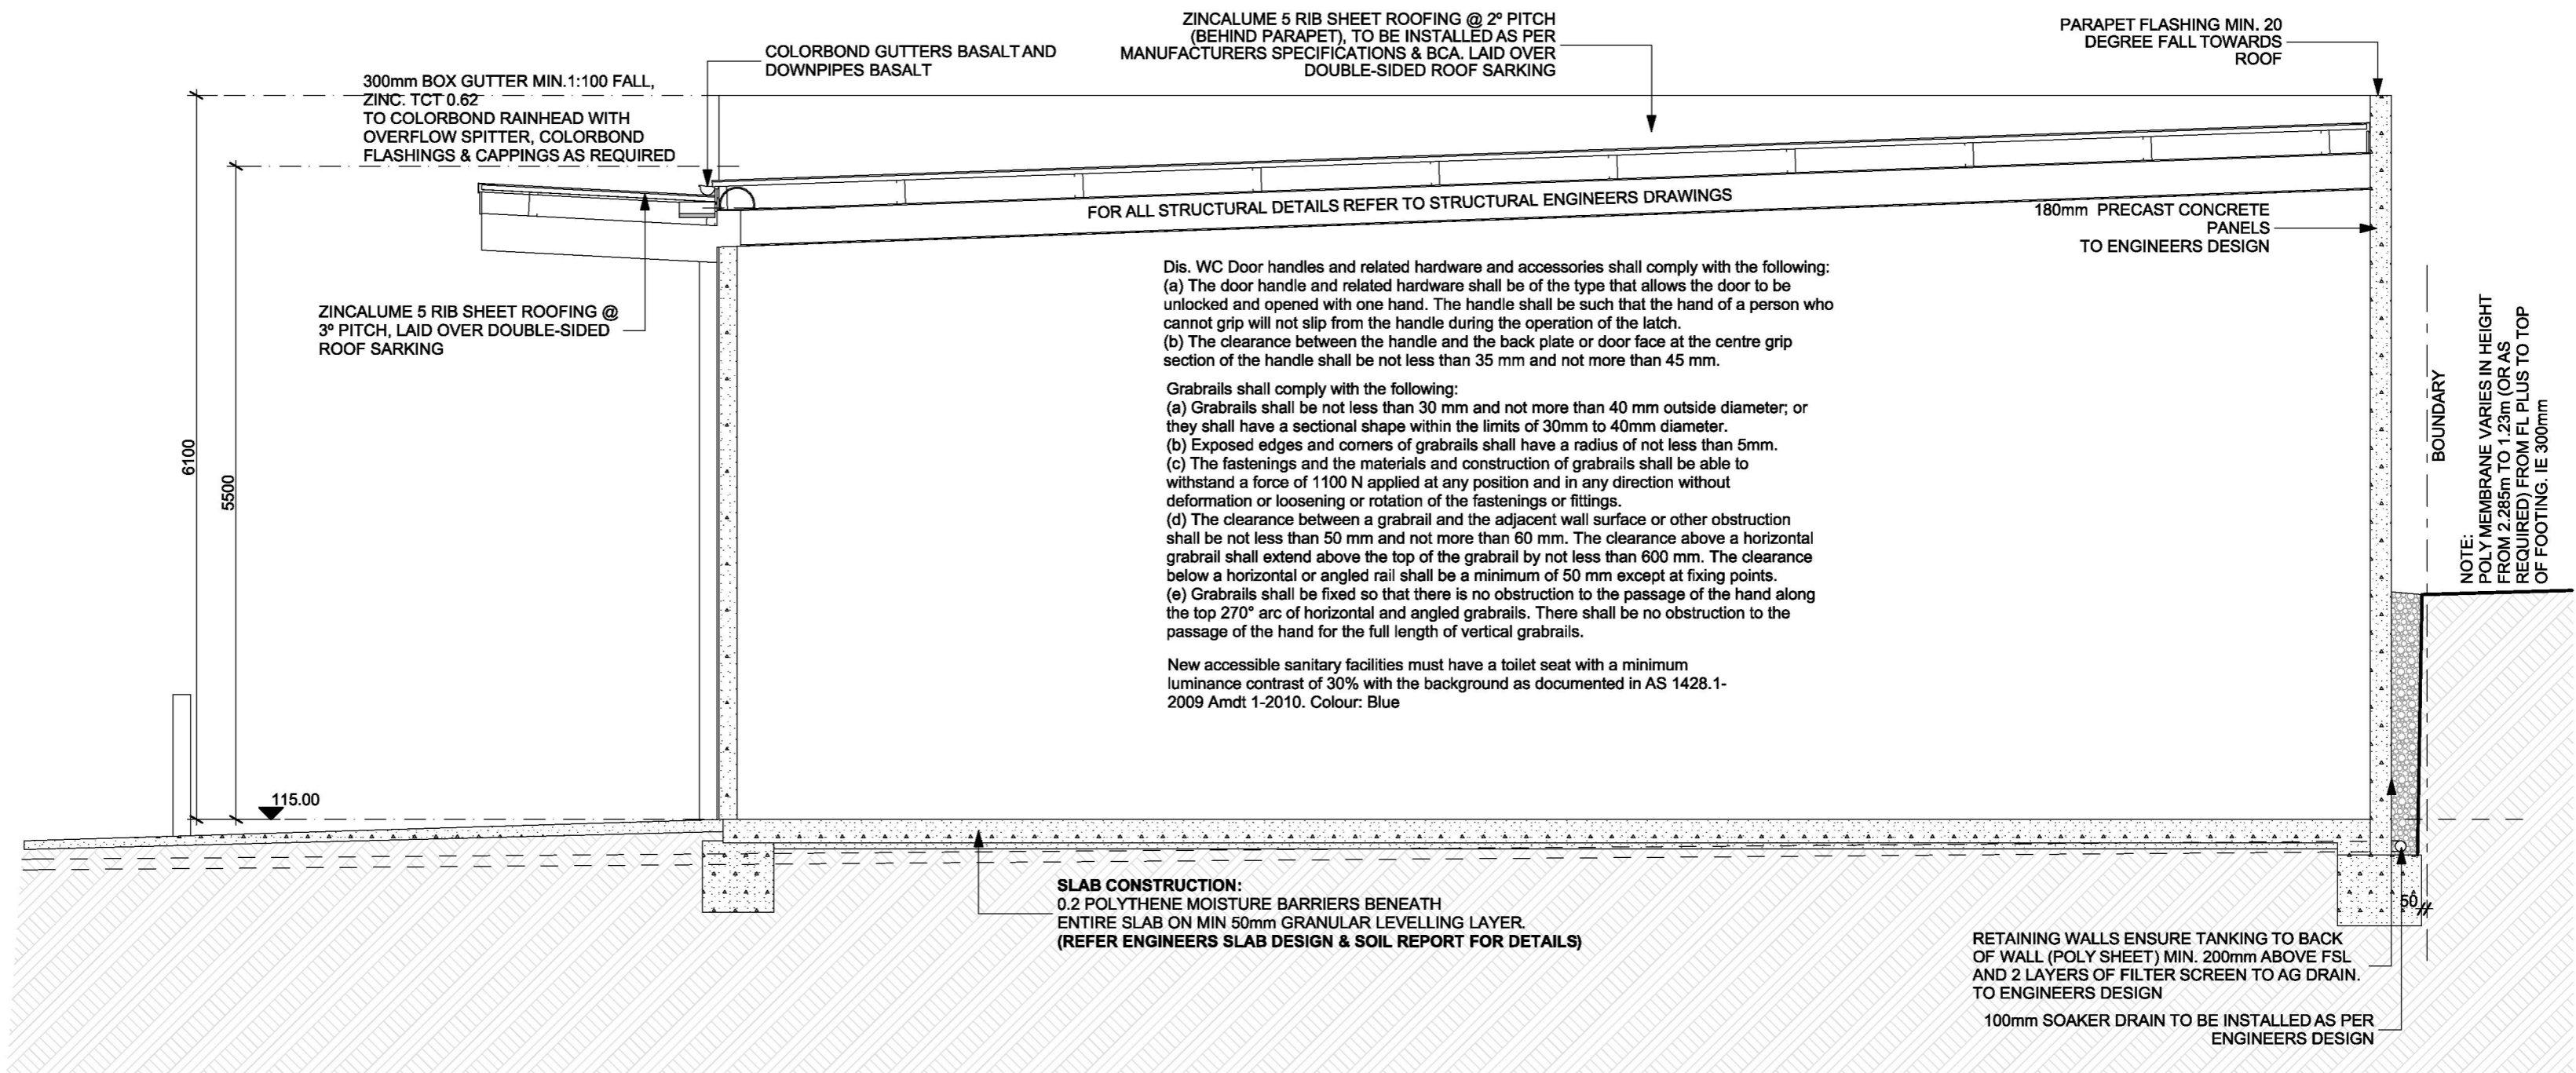 ZINCALUME 5 RIB SHEET ROOFING @ 2º PITCH
(BEHIND PARAPET), TO BE INSTALLED AS PER
MANUFACTURERS SPECIFICATIONS & BCA. LAID OVER
DOUBLE-SIDED ROOF SARKING
PARAPET FLASHING MIN. 20
DEGREE FALL TOWARDS
ROOF
COLORBOND GUTTERS BASALT AND
DOWNPIPES BASALT
300mm BOX GUTTER MIN.1:100 FALL,
ZINC. TCT 0.62
TO COLORBOND RAINHEAD WITH
OVERFLOW SPITTER, COLORBOND
FLASHINGS & CAPPINGS AS REQUIRED
FOR ALL STRUCTURAL DETAILS REFER TO STRUCTURAL ENGINEERS DRAWINGS
180mm PRECAST CONCRETE
PANELS
TO ENGINEERS DESIGN
ZINCALUME 5 RIB SHEET ROOFING @
3º PITCH, LAID OVER DOUBLE-SIDED
ROOF SARKING
Dis. WC Door handles and related hardware and accessories shall comply with the following:
(a) The door handle and related hardware shall be of the type that allows the door to be
unlocked and opened with one hand. The handle shall be such that the hand of a person who
cannot grip will not slip from the handle during the operation of the latch.
(b) The clearance between the handle and the back plate or door face at the centre grip
section of the handle shall be not less than 35 mm and not more than 45 mm.
Grabrails shall comply with the following:
(a) Grabrails shall be not less than 30 mm and not more than 40 mm outside diameter; or
they shall have a sectional shape within the limits of 30mm to 40mm diameter.
(b) Exposed edges and corners of grabrails shall have a radius of not less than 5mm.
(c) The fastenings and the materials and construction of grabrails shall be able to
withstand a force of 1100 N applied at any position and in any direction without
deformation or loosening or rotation of the fastenings or fittings.
(d) The clearance between a grabrail and the adjacent wall surface or other obstruction
shall be not less than 50 mm and not more than 60 mm. The clearance above a horizontal
grabrail shall extend above the top of the grabrail by not less than 600 mm. The clearance
below a horizontal or angled rail shall be a minimum of 50 mm except at fixing points.
(e) Grabrails shall be fixed so that there is no obstruction to the passage of the hand along
the top 270° arc of horizontal and angled grabrails. There shall be no obstruction to the
passage of the hand for the full length of vertical grabrails.
New accessible sanitary facilities must have a toilet seat with a minimum
luminance contrast of 30% with the background as documented in AS 1428.1-
2009 Amdt 1-2010. Colour: Blue
6100
5500
115.00
BOUNDARY
NOTE:
POLY MEMBRANE VARIES IN HEIGHT
FROM 2.285m TO 1.23m (OR AS
REQUIRED) FROM FL PLUS TO TOP
OF FOOTING. IE 300mm
SLAB CONSTRUCTION:
0.2 POLYTHENE MOISTURE BARRIERS BENEATH
ENTIRE SLAB ON MIN 50mm GRANULAR LEVELLING LAYER.
(REFER ENGINEERS SLAB DESIGN & SOIL REPORT FOR DETAILS)
50
RETAINING WALLS ENSURE TANKING TO BACK
OF WALL (POLY SHEET) MIN. 200mm ABOVE FSL
AND 2 LAYERS OF FILTER SCREEN TO AG DRAIN.
TO ENGINEERS DESIGN
100mm SOAKER DRAIN TO BE INSTALLED AS PER
ENGINEERS DESIGN